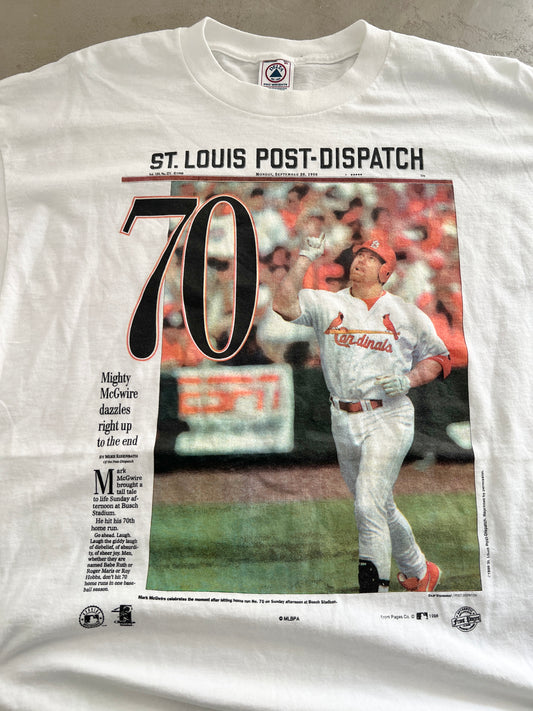 DELTA
ST. LOUIS POST-DISPATCH
MONDAY, SEPTEMBER 28, 1998
70
Mighty
McGwire
dazzles
right up
to the end
Of the Post-Dispatch
Mark
McGwire
brought a
tall tale
to life Sunday af-
ternoon at Busch
Stadium.
He hit his 70th
home run.
Go ahead. Laugh.
Laugh the giddy laugh
of disbelief, of absurdi-
ty, of sheer joy. Men,
whether they are
named Babe Ruth or
Roger Maris or Roy
Hobbs, don't hit 70
home runs in one base-
ball season.
Cardinals
ESPN
Mark McGwire celebrates the moment after hitting home run No. 70 on Sunday afternoon at Busch Stadium.
© MLBPA
from Pages Co. © 1998